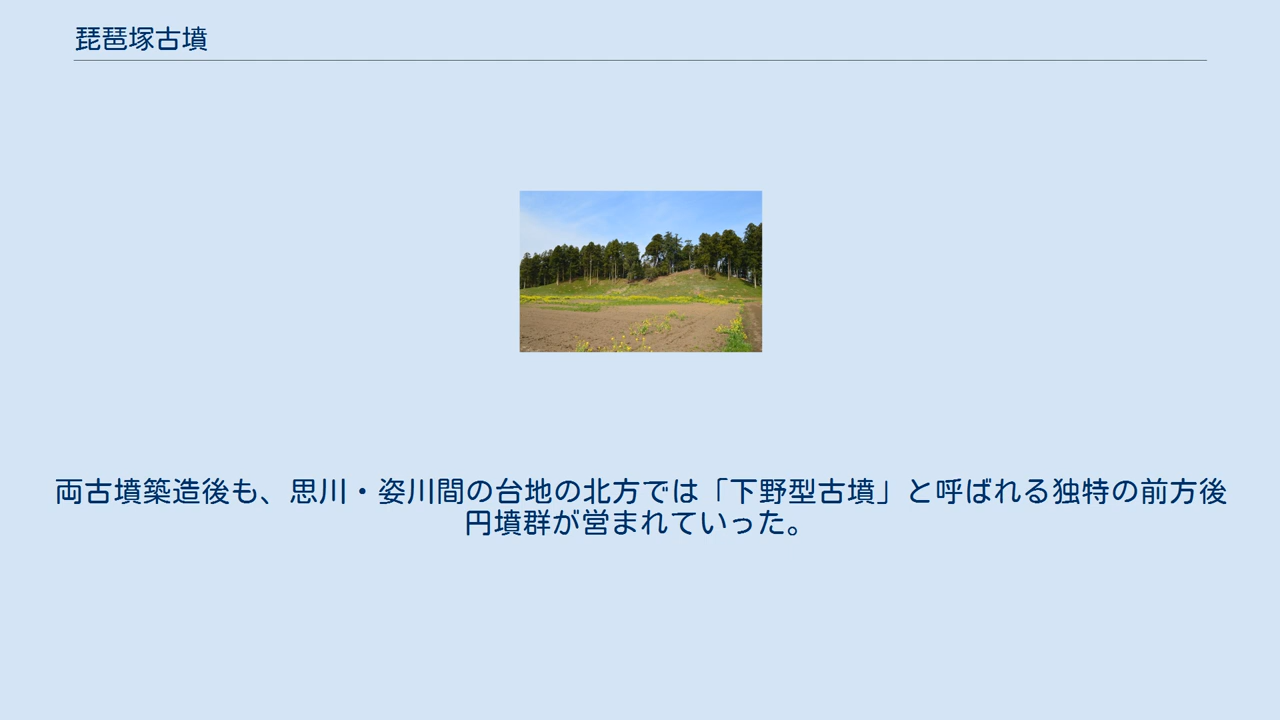 琵琶塚古墳
両古墳築造後も、思川・姿川間の台地の北方では「下野型古墳」と呼ばれる独特の前方後
円墳群が営まれていった。